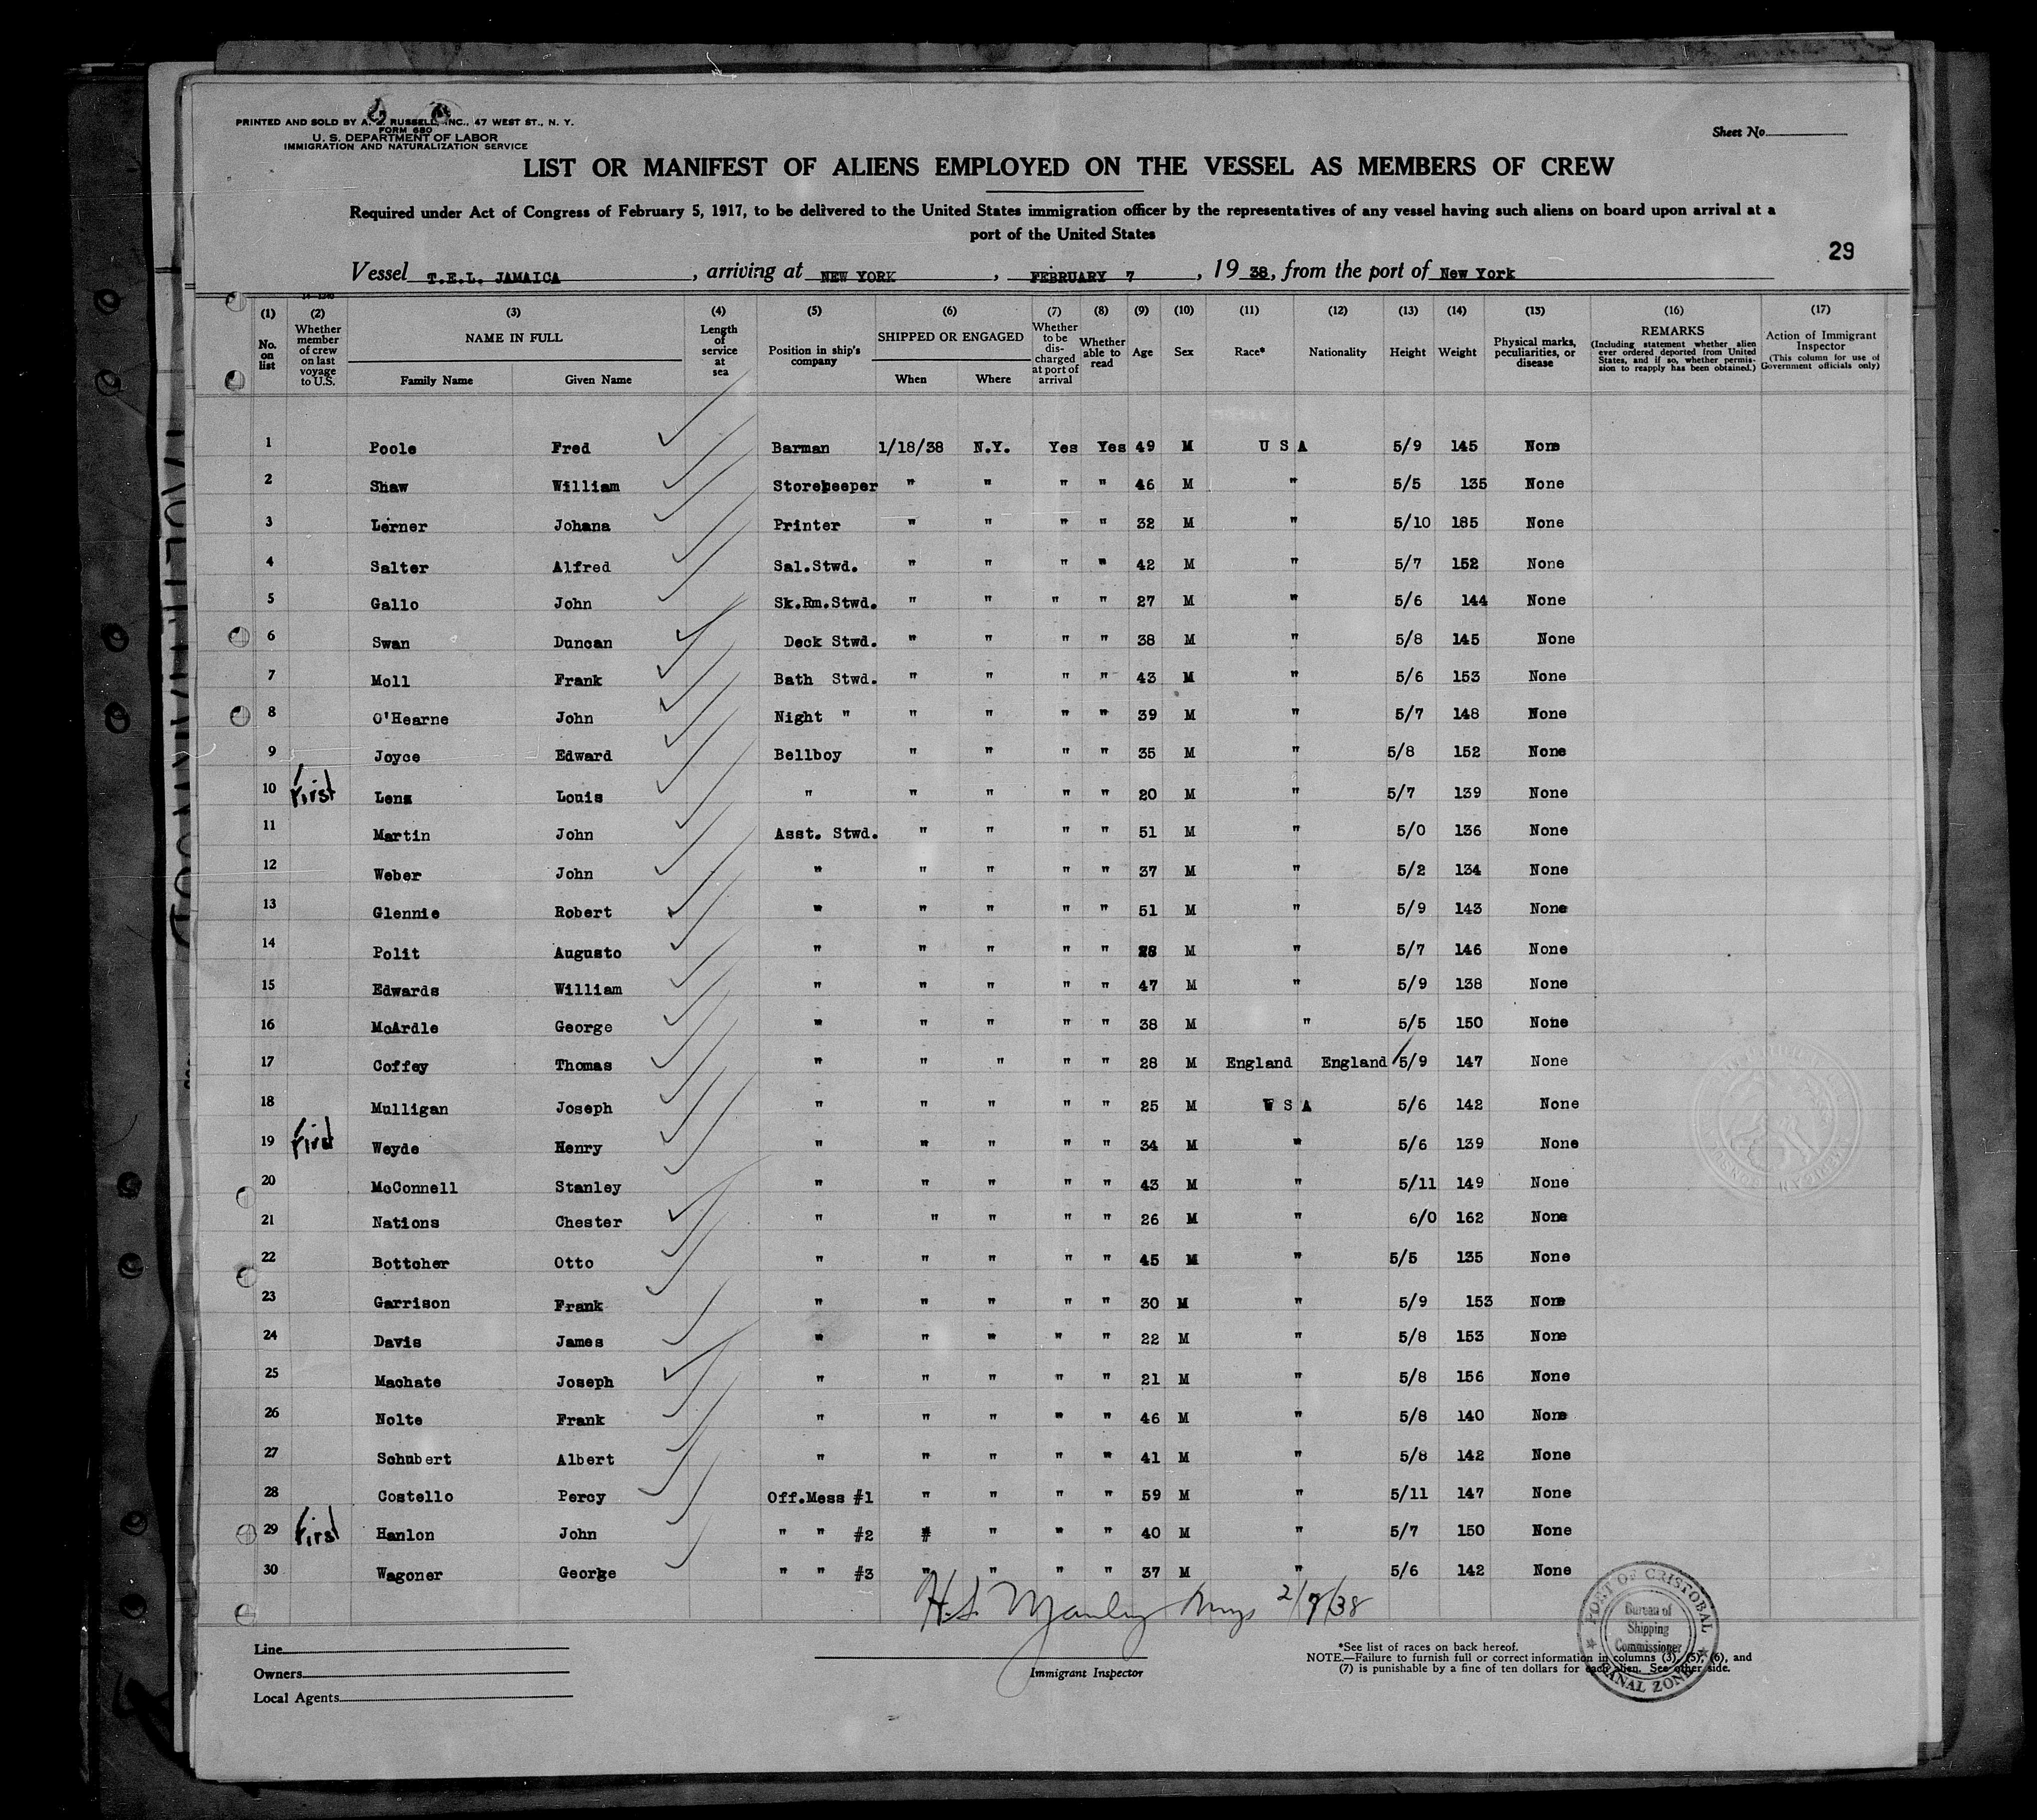 PRINTED AND SOLD BY A. E. RUSSELL, INC., 47 WEST ST., N. Y.
FORM 680
U. S. DEPARTMENT OF LABOR
IMMIGRATION AND NATURALIZATION SERVICE
Sheet No.
LIST OR MANIFEST OF ALIENS EMPLOYED ON THE VESSEL AS MEMBERS OF CREW
Required under Act of Congress of February 5, 1917, to be delivered to the United States immigration officer by the representatives of any vessel having such aliens on board upon arrival at a
port of the United States
29
Vessel T.E.L. JAMAICA, arriving at NEW YORK, FEBRUARY 7, 19 38, from the port of New York
(1) (2) (3) (4) (5) (6) (7) (8) (9) (10) (11) (12) (13) (14) (15) (16) (17)
No. on list
Whether member of crew on last voyage to U.S.
NAME IN FULL
Family Name Given Name
Length of service at sea
Position in ship's company
SHIPPED OR ENGAGED
When Where
Whether to be discharged at port of arrival
Whether able to read
Age
Sex
Race*
Nationality
Height
Weight
Physical marks, peculiarities, or disease
REMARKS
(Including statement whether alien ever ordered deported from United States, and if so, whether permission to reapply has been obtained.)
Action of Immigrant Inspector
(This column for use of Government officials only)
1 Poole Fred Barman 1/18/38 N.Y. Yes Yes 49 M U S A 5/9 145 None
2 Shaw William Storekeeper " " " " 46 M " 5/5 135 None
3 Lerner Johana Printer " " " " 32 M " 5/10 185 None
4 Salter Alfred Sal.Stwd. " " " " 42 M " 5/7 152 None
5 Gallo John Sk.Rm.Stwd. " " " " 27 M " 5/6 144 None
6 Swan Duncan Deck Stwd. " " " " 38 M " 5/8 145 None
7 Moll Frank Bath Stwd. " " " " 43 M " 5/6 153 None
8 O'Hearne John Night " " " " " 39 M " 5/7 148 None
9 Joyce Edward Bellboy " " " " 35 M " 5/8 152 None
10 First Lenz Louis " " " " " 20 M " 5/7 139 None
11 Martin John Asst. Stwd. " " " " 51 M " 5/0 136 None
12 Weber John " " " " " 37 M " 5/2 134 None
13 Glennie Robert " " " " " 51 M " 5/9 143 None
14 Polit Augusto " " " " " 28 M " 5/7 146 None
15 Edwards William " " " " " 47 M " 5/9 138 None
16 McArdle George " " " " " 38 M " 5/5 150 None
17 Coffey Thomas " " " " " 28 M England England 5/9 147 None
18 Mulligan Joseph " " " " " 25 M U S A 5/6 142 None
19 First Weyde Henry " " " " " 34 M " 5/6 139 None
20 McConnell Stanley " " " " " 43 M " 5/11 149 None
21 Nations Chester " " " " " 26 M " 6/0 162 None
22 Bottcher Otto " " " " " 45 M " 5/5 135 None
23 Garrison Frank " " " " " 30 M " 5/9 153 None
24 Davis James " " " " " 22 M " 5/8 153 None
25 Machate Joseph " " " " " 21 M " 5/8 156 None
26 Nolte Frank " " " " " 46 M " 5/8 140 None
27 Schubert Albert " " " " " 41 M " 5/8 142 None
28 Costello Percy Off.Mess #1 " " " " 59 M " 5/11 147 None
29 First Hanlon John " " #2 # " " " 40 M " 5/7 150 None
30 Wagoner George " " #3 " " " " 37 M " 5/6 142 None
2/7/38
Line
Owners
Local Agents
Immigrant Inspector
*See list of races on back hereof.
NOTE.—Failure to furnish full or correct information in columns (3), (5), (6), and
(7) is punishable by a fine of ten dollars for each alien. See other side.
PORT OF CRISTOBAL
Bureau of
Shipping
Commissioner
CANAL ZONE